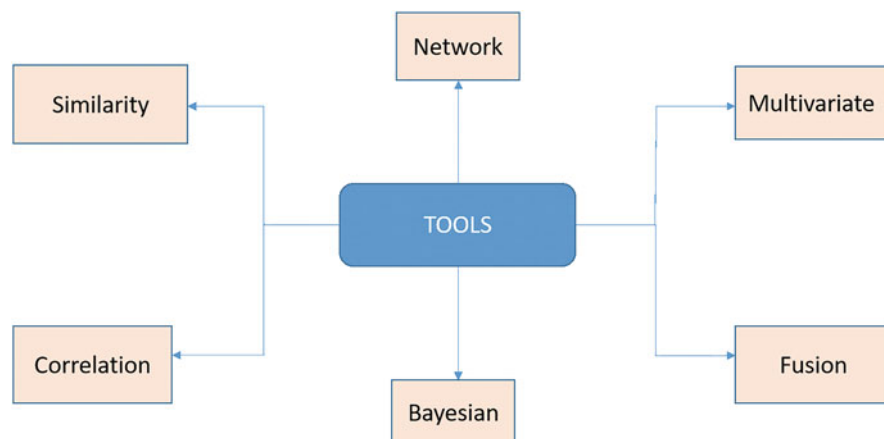 Network
Similarity
Multivariate
TOOLS
Correlation
Fusion
Bayesian